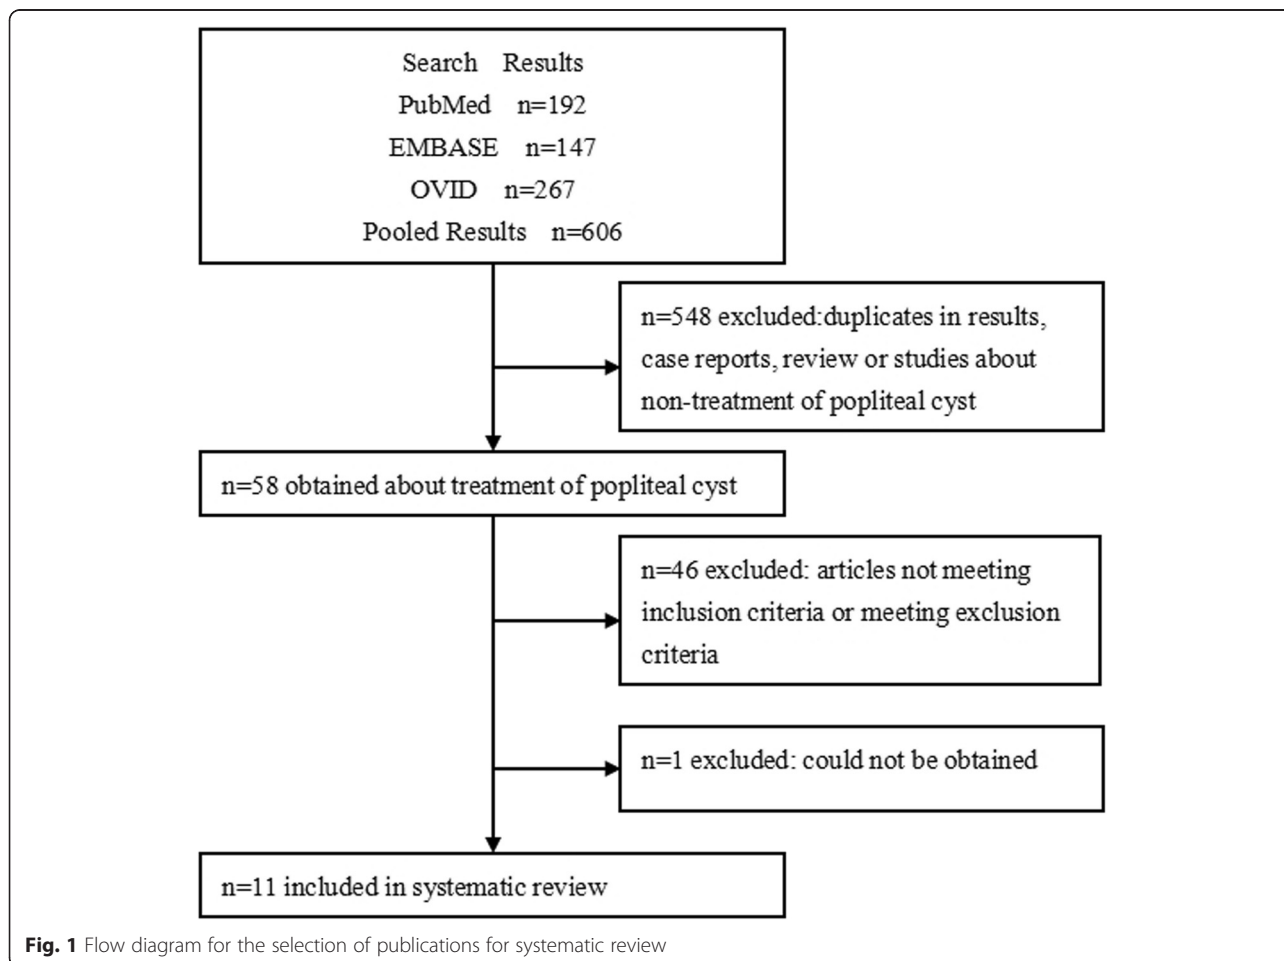 Search Results
PubMed n=192
EMBASE n=147
OVID n=267
Pooled Results n=606
n=548 excluded:duplicates in results,
case reports, review or studies about
non-treatment of popliteal cyst
n=58 obtained about treatment of popliteal cyst
n=46 excluded: articles not meeting
inclusion criteria or meeting exclusion
criteria
n=1 excluded: could not be obtained
n=11 included in systematic review
Fig. 1 Flow diagram for the selection of publications for systematic review